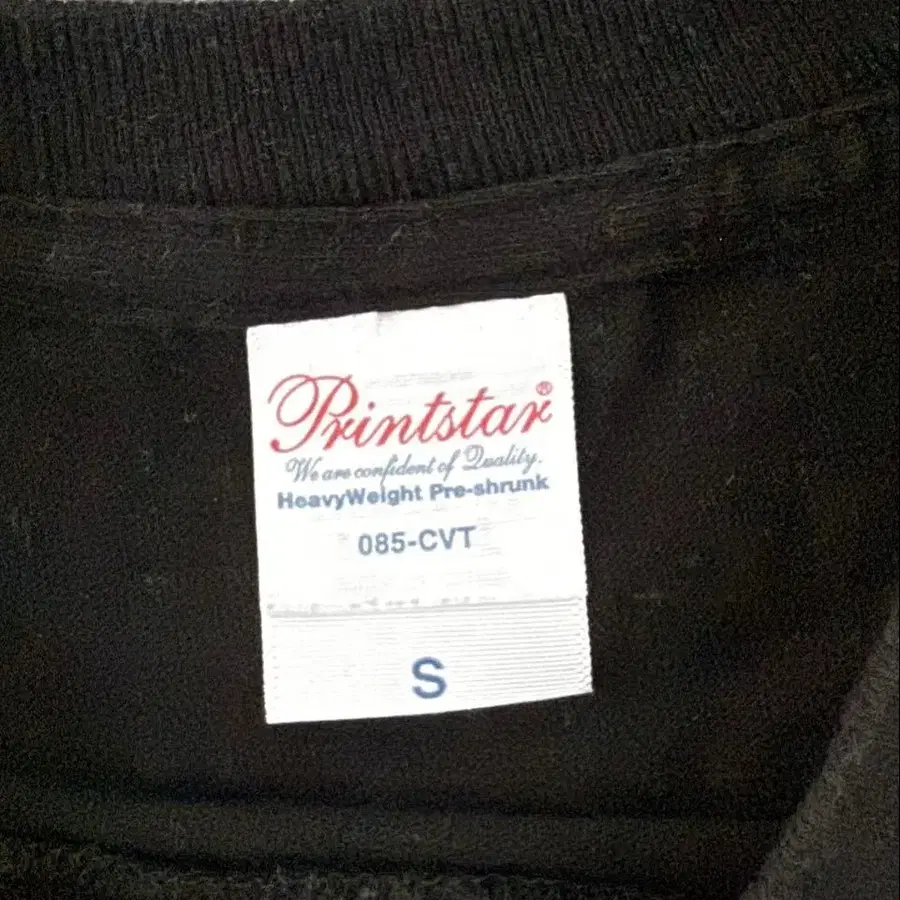 Printstar®
We are confident of Quality.
HeavyWeight Pre-shrunk
085-CVT
S